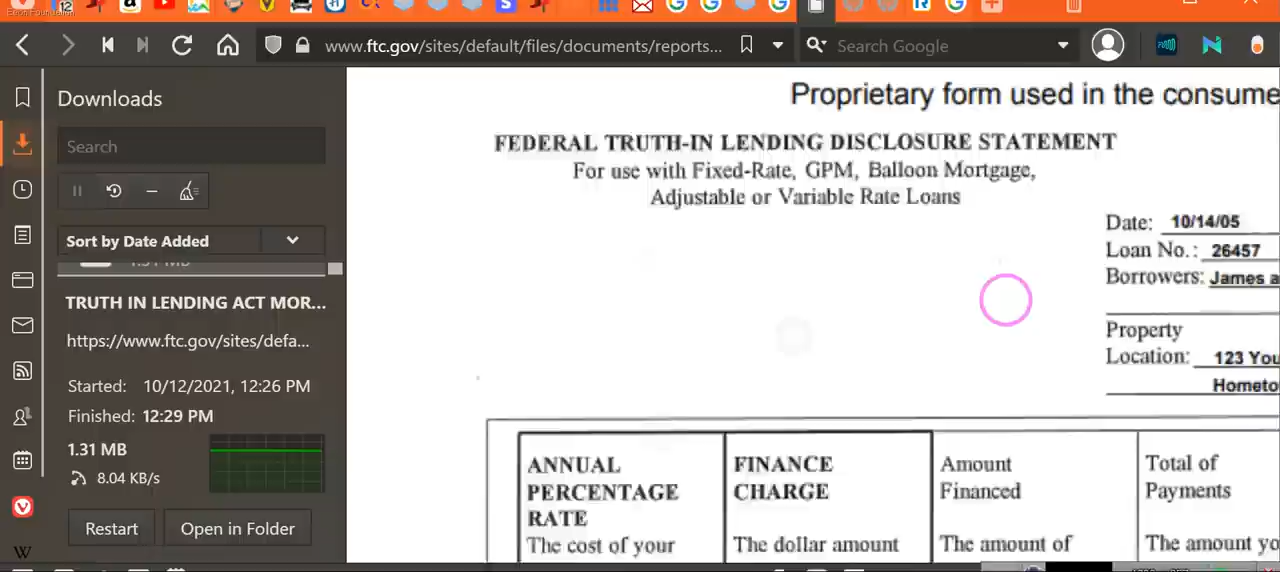 12
www.ftc.gov/sites/default/files/documents/reports...
Search Google
Downloads
Search
Sort by Date Added
1.31 MB
TRUTH IN LENDING ACT MOR...
https://www.ftc.gov/sites/defa...
Started: 10/12/2021, 12:26 PM
Finished: 12:29 PM
1.31 MB
8.04 KB/s
Restart
Open in Folder
W
Proprietary form used in the consume
FEDERAL TRUTH-IN LENDING DISCLOSURE STATEMENT
For use with Fixed-Rate, GPM, Balloon Mortgage,
Adjustable or Variable Rate Loans
Date: 10/14/05
Loan No.: 26457
Borrowers: James a
Property
Location: 123 You
Hometo
ANNUAL
PERCENTAGE
RATE
The cost of your
FINANCE
CHARGE
The dollar amount
Amount
Financed
The amount of
Total of
Payments
The amount yo